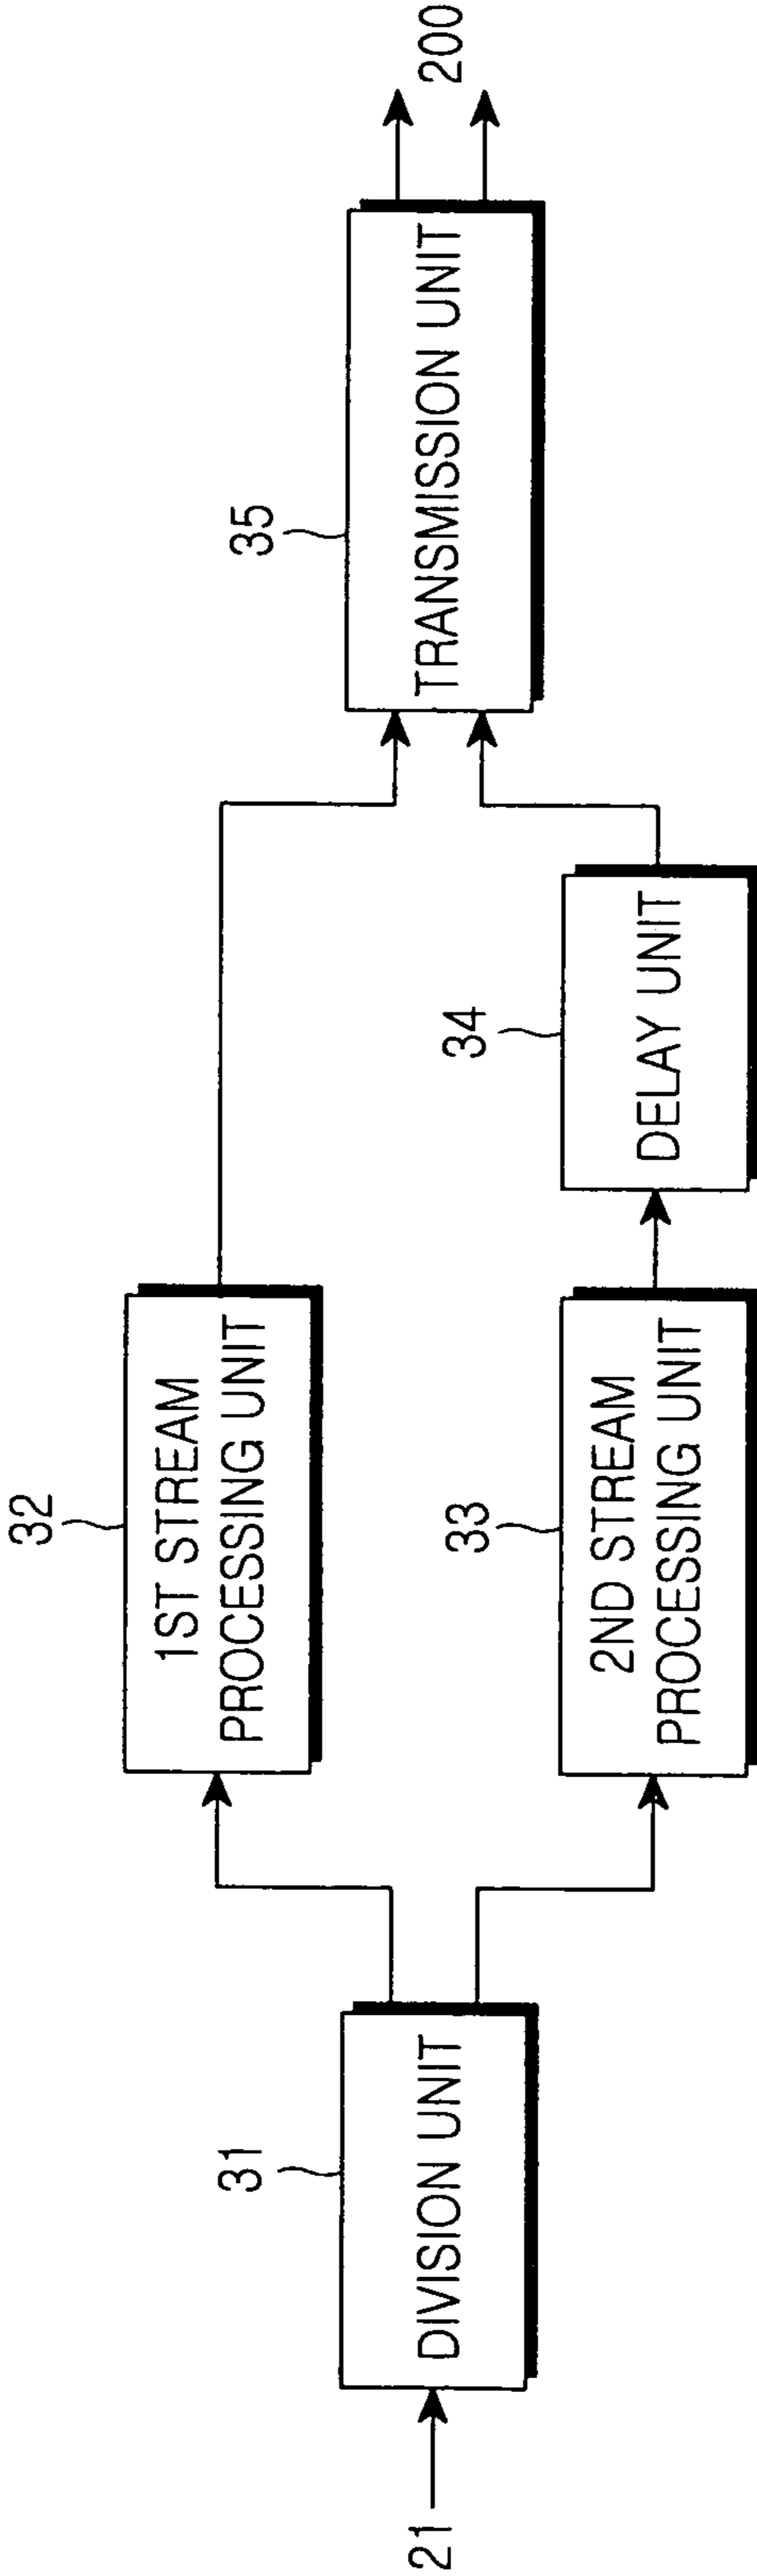 21
31
DIVISION UNIT
32
1ST STREAM
PROCESSING UNIT
33
2ND STREAM
PROCESSING UNIT
34
DELAY UNIT
35
TRANSMISSION UNIT
200